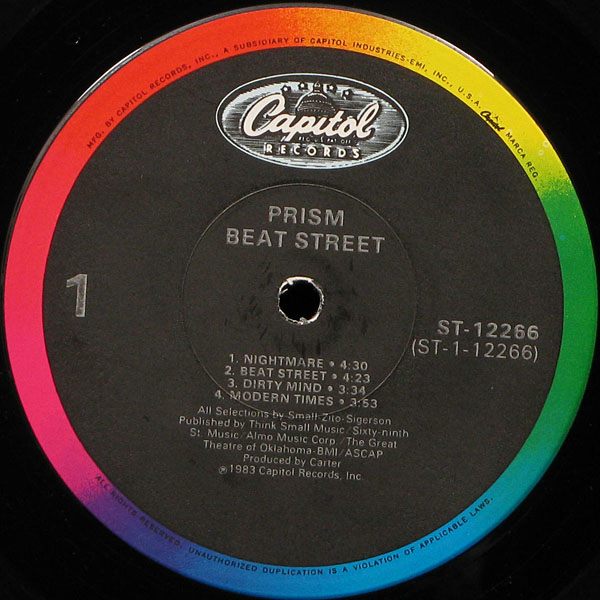 MFG. BY CAPITOL RECORDS, INC., A SUBSIDIARY OF CAPITOL INDUSTRIES-EMI, INC., U.S.A. Capitol MARCA REG.
Capitol
RECORDS
PRISM
BEAT STREET
1
ST-12266
(ST-1-12266)
1. NIGHTMARE • 4:30
2. BEAT STREET • 4:23
3. DIRTY MIND • 3:34
4. MODERN TIMES • 3:53
All Selections by Small-Zito-Sigerson
Published by Think Small Music/Sixty-ninth
St. Music/Almo Music Corp./The Great
Theatre of Oklahoma-BMI/ASCAP
Produced by Carter
℗1983 Capitol Records, Inc.
ALL RIGHTS RESERVED. UNAUTHORIZED DUPLICATION IS A VIOLATION OF APPLICABLE LAWS.